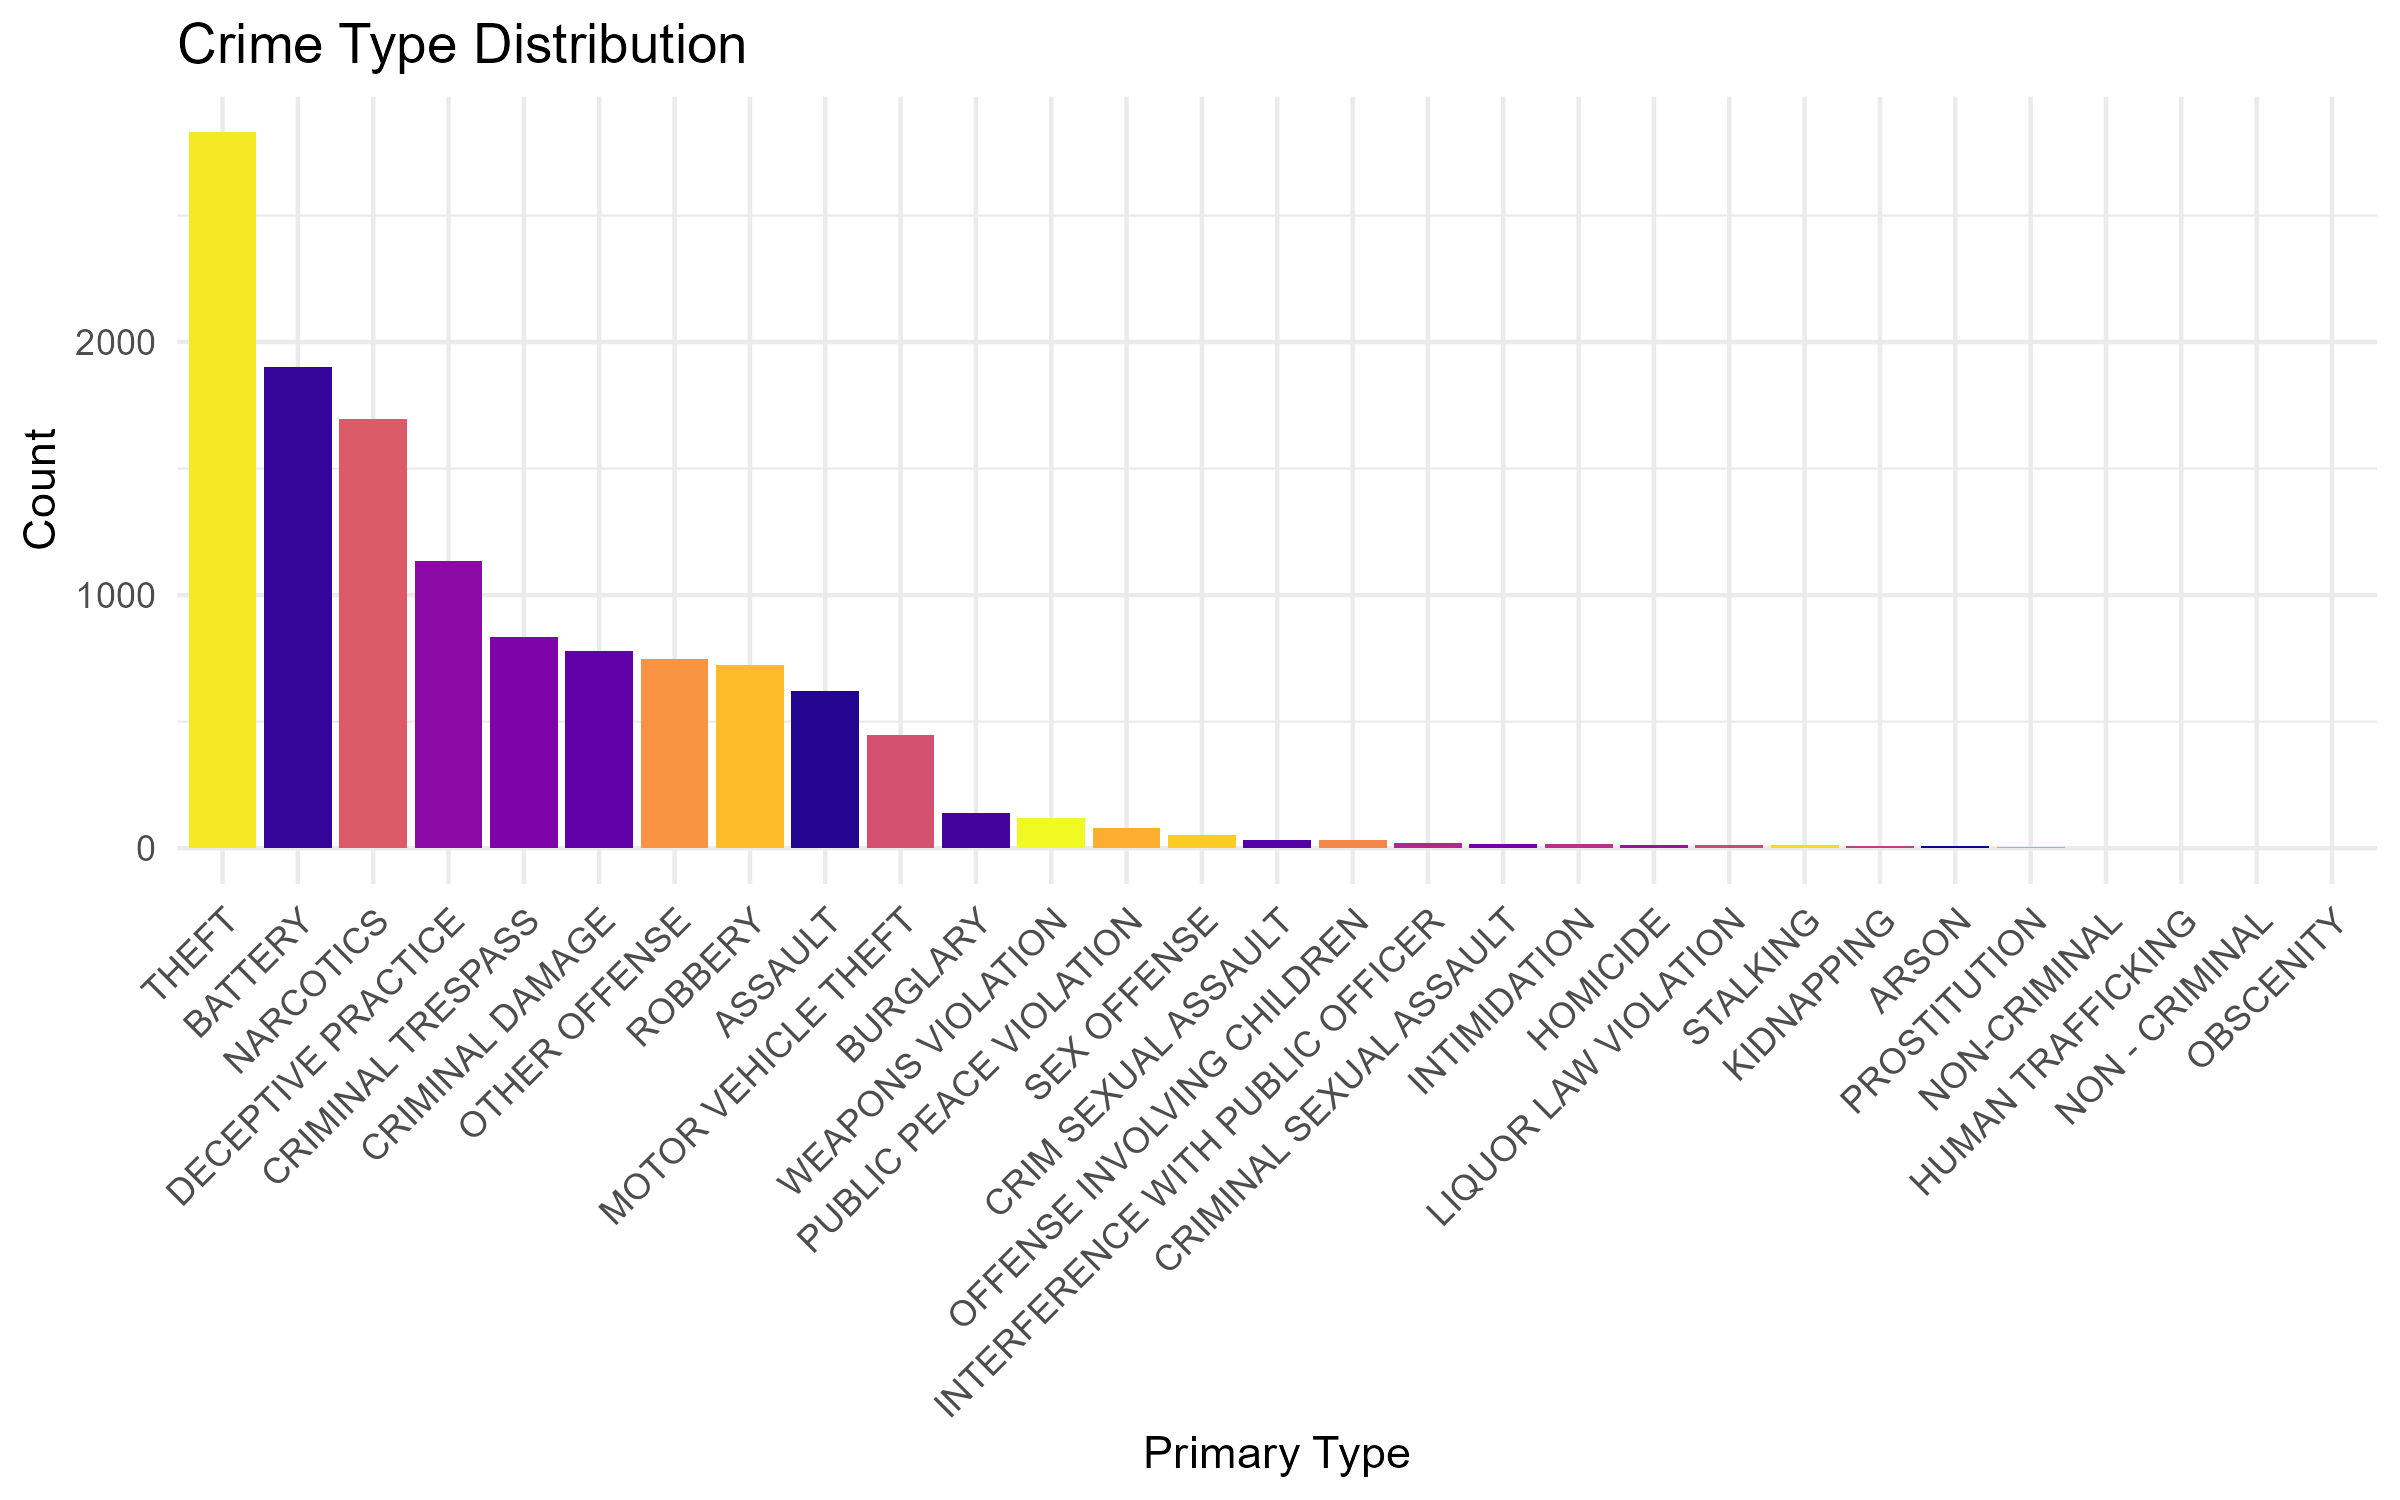 Crime Type Distribution
Count
2000
1000
0
THEFT
BATTERY
NARCOTICS
DECEPTIVE PRACTICE
CRIMINAL TRESPASS
CRIMINAL DAMAGE
OTHER OFFENSE
ROBBERY
ASSAULT
MOTOR VEHICLE THEFT
BURGLARY
WEAPONS VIOLATION
PUBLIC PEACE VIOLATION
SEX OFFENSE
CRIM SEXUAL ASSAULT
OFFENSE INVOLVING CHILDREN
INTERFERENCE WITH PUBLIC OFFICER
CRIMINAL SEXUAL ASSAULT
INTIMIDATION
HOMICIDE
LIQUOR LAW VIOLATION
STALKING
KIDNAPPING
ARSON
PROSTITUTION
NON-CRIMINAL
HUMAN TRAFFICKING
NON - CRIMINAL
OBSCENITY
Primary Type